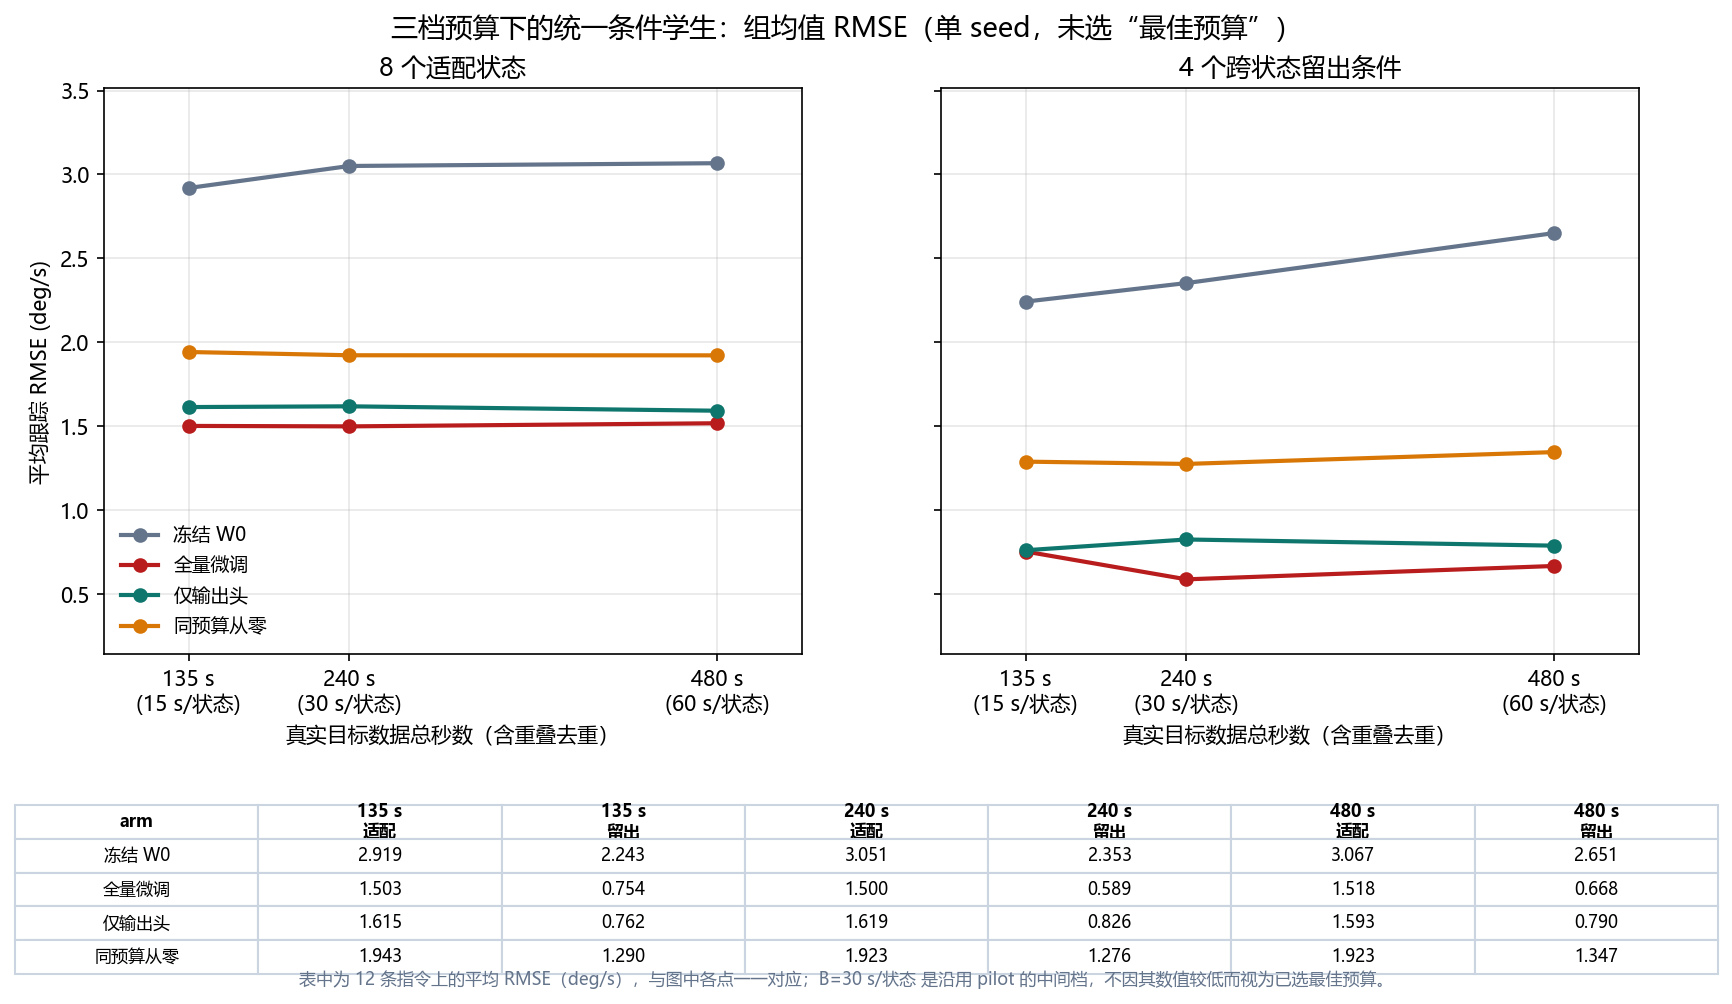 三档预算下的统一条件学生：组均值 RMSE（单 seed，未选“最佳预算”）
8 个适配状态
4 个跨状态留出条件
平均跟踪 RMSE (deg/s)
3.5
3.0
2.5
2.0
1.5
1.0
0.5
冻结 W0
全量微调
仅输出头
同预算从零
135 s
(15 s/状态)
240 s
(30 s/状态)
480 s
(60 s/状态)
真实目标数据总秒数（含重叠去重）
135 s
(15 s/状态)
240 s
(30 s/状态)
480 s
(60 s/状态)
真实目标数据总秒数（含重叠去重）
arm 135 s 适配 135 s 留出 240 s 适配 240 s 留出 480 s 适配 480 s 留出
冻结 W0 2.919 2.243 3.051 2.353 3.067 2.651
全量微调 1.503 0.754 1.500 0.589 1.518 0.668
仅输出头 1.615 0.762 1.619 0.826 1.593 0.790
同预算从零 1.943 1.290 1.923 1.276 1.923 1.347
表中为 12 条指令上的平均 RMSE（deg/s），与图中各点一一对应；B=30 s/状态 是沿用 pilot 的中间档，不因其数值较低而视为已选最佳预算。